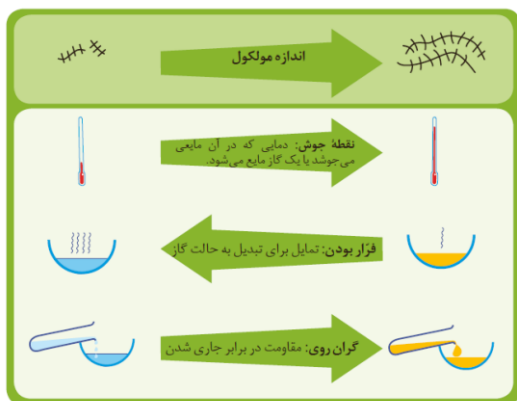 اندازه مولکول
نقطهٔ جوش: دمایی که در آن مایعی
می‌جوشد یا یک گاز مایع می‌شود.
فرّار بودن: تمایل برای تبدیل به حالت گاز
گران روی: مقاومت در برابر جاری شدن